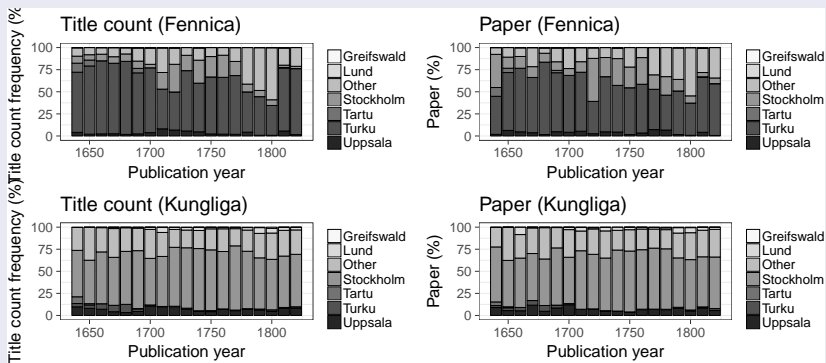 Title count (Fennica)
Title count frequency (%)
100
75
50
25
0
1650
1700
1750
1800
Publication year
Greifswald
Lund
Other
Stockholm
Tartu
Turku
Uppsala
Paper (Fennica)
Paper (%)
100
75
50
25
0
1650
1700
1750
1800
Publication year
Greifswald
Lund
Other
Stockholm
Tartu
Turku
Uppsala
Title count (Kungliga)
Title count frequency (%)
100
75
50
25
0
1650
1700
1750
1800
Publication year
Greifswald
Lund
Other
Stockholm
Tartu
Turku
Uppsala
Paper (Kungliga)
Paper (%)
100
75
50
25
0
1650
1700
1750
1800
Publication year
Greifswald
Lund
Other
Stockholm
Tartu
Turku
Uppsala